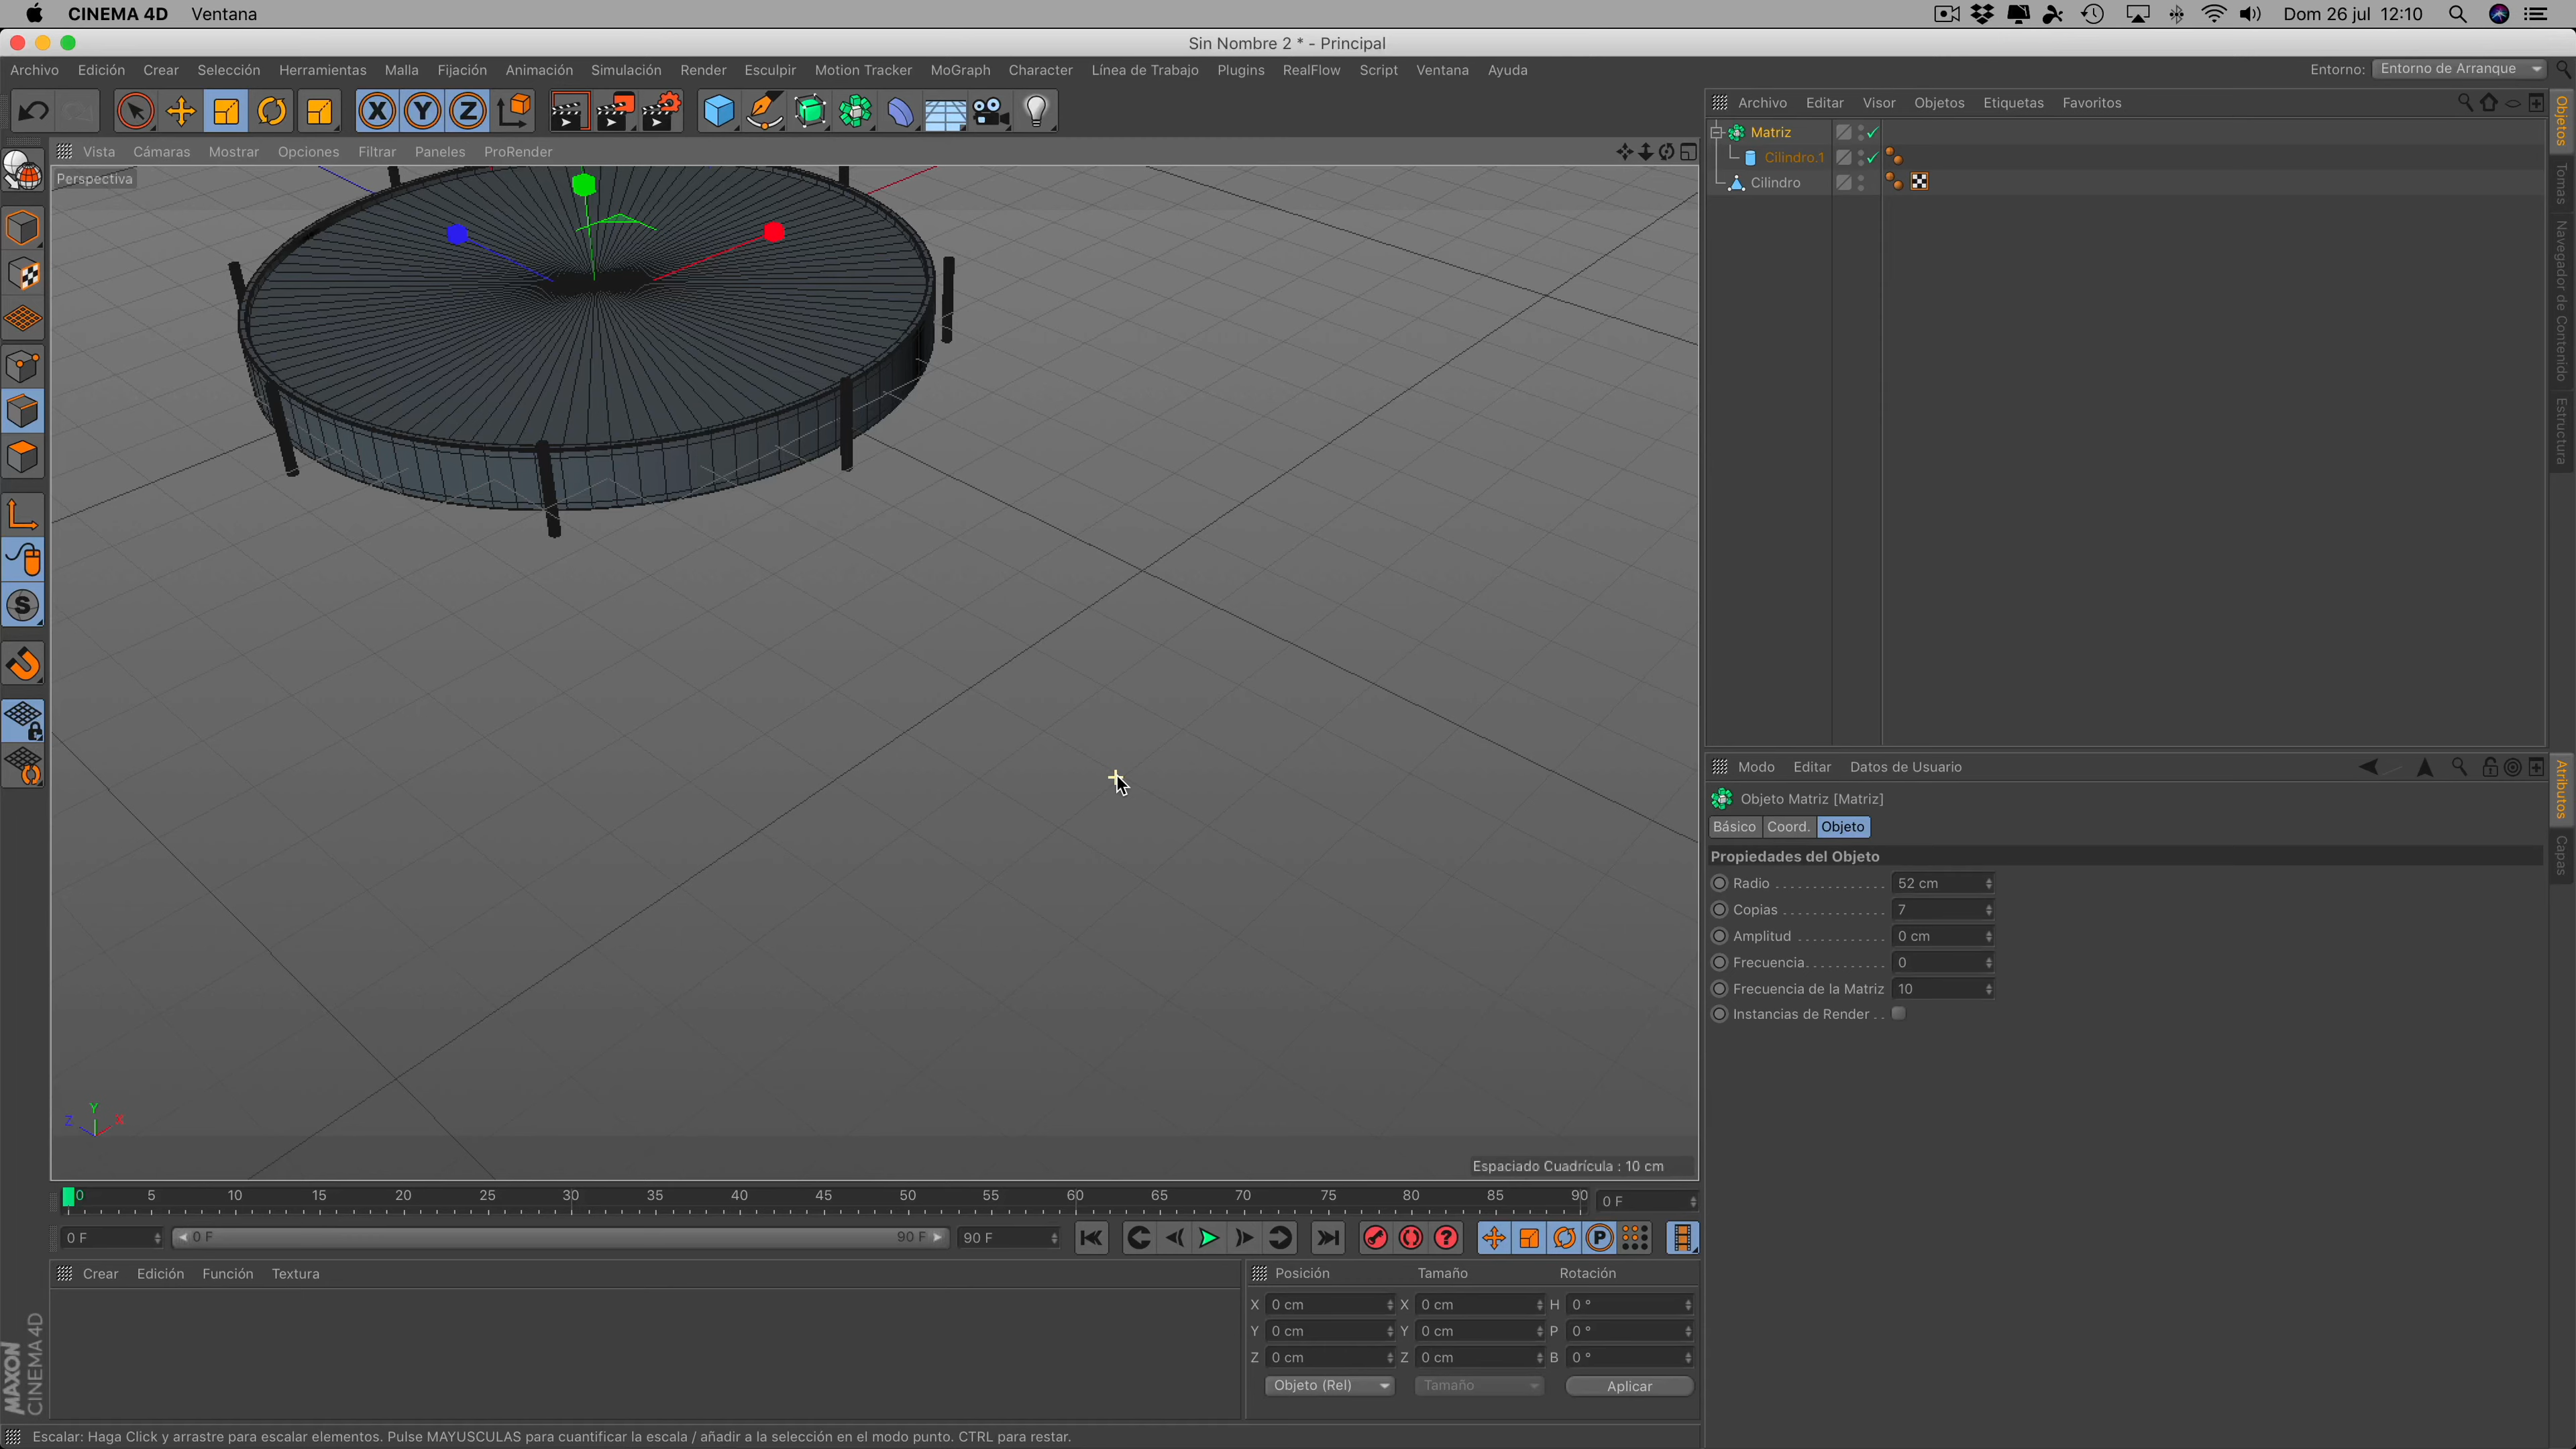 CINEMA 4D Ventana Dom 26 jul 12:10
Sin Nombre 2 * - Principal
Archivo Edición Crear Selección Herramientas Malla Fijación Animación Simulación Render Esculpir Motion Tracker MoGraph Character Línea de Trabajo Plugins RealFlow Script Ventana Ayuda Entorno: Entorno de Arranque
X Y Z
Archivo Editar Visor Objetos Etiquetas Favoritos
Matriz
Cilindro.1
Cilindro
Objetos
Tomas
Navegador de Contenido
Estructura
Vista Cámaras Mostrar Opciones Filtrar Paneles ProRender
Perspectiva
S
Z Y X
Espaciado Cuadrícula : 10 cm
Modo Editar Datos de Usuario
Objeto Matriz [Matriz]
Básico Coord. Objeto
Propiedades del Objeto
Radio 52 cm
Copias 7
Amplitud 0 cm
Frecuencia 0
Frecuencia de la Matriz 10
Instancias de Render
Atributos
Capas
0 5 10 15 20 25 30 35 40 45 50 55 60 65 70 75 80 85 90 0 F
0 F 0 F 90 F 90 F ? P
Crear Edición Función Textura
Posición Tamaño Rotación
X 0 cm X 0 cm H 0 °
Y 0 cm Y 0 cm P 0 °
Z 0 cm Z 0 cm B 0 °
Objeto (Rel) Tamaño Aplicar
MAXON
CINEMA 4D
Escalar: Haga Click y arrastre para escalar elementos. Pulse MAYUSCULAS para cuantificar la escala / añadir a la selección en el modo punto. CTRL para restar.